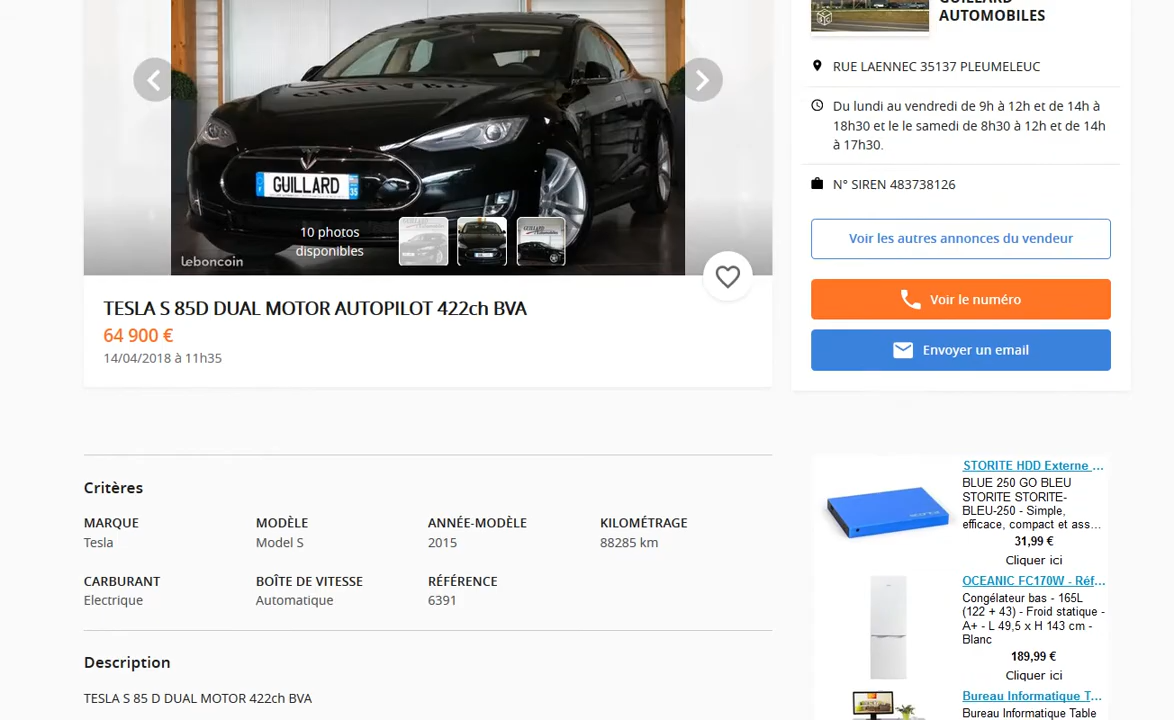 GUILLARD
35
10 photos
disponibles
leboncoin
TESLA S 85D DUAL MOTOR AUTOPILOT 422ch BVA
64 900 €
14/04/2018 à 11h35
Critères
MARQUE
Tesla
MODÈLE
Model S
ANNÉE-MODÈLE
2015
KILOMÉTRAGE
88285 km
CARBURANT
Electrique
BOÎTE DE VITESSE
Automatique
RÉFÉRENCE
6391
Description
TESLA S 85 D DUAL MOTOR 422ch BVA
AUTOMOBILES
RUE LAENNEC 35137 PLEUMELEUC
Du lundi au vendredi de 9h à 12h et de 14h à
18h30 et le le samedi de 8h30 à 12h et de 14h
à 17h30.
N° SIREN 483738126
Voir les autres annonces du vendeur
Voir le numéro
Envoyer un email
STORITE HDD Externe ...
BLUE 250 GO BLEU
STORITE STORITE-
BLEU-250 - Simple,
efficace, compact et ass...
31,99 €
Cliquer ici
OCEANIC FC170W - Réf...
Congélateur bas - 165L
(122 + 43) - Froid statique -
A+ - L 49,5 x H 143 cm -
Blanc
189,99 €
Cliquer ici
Bureau Informatique T...
Bureau Informatique Table